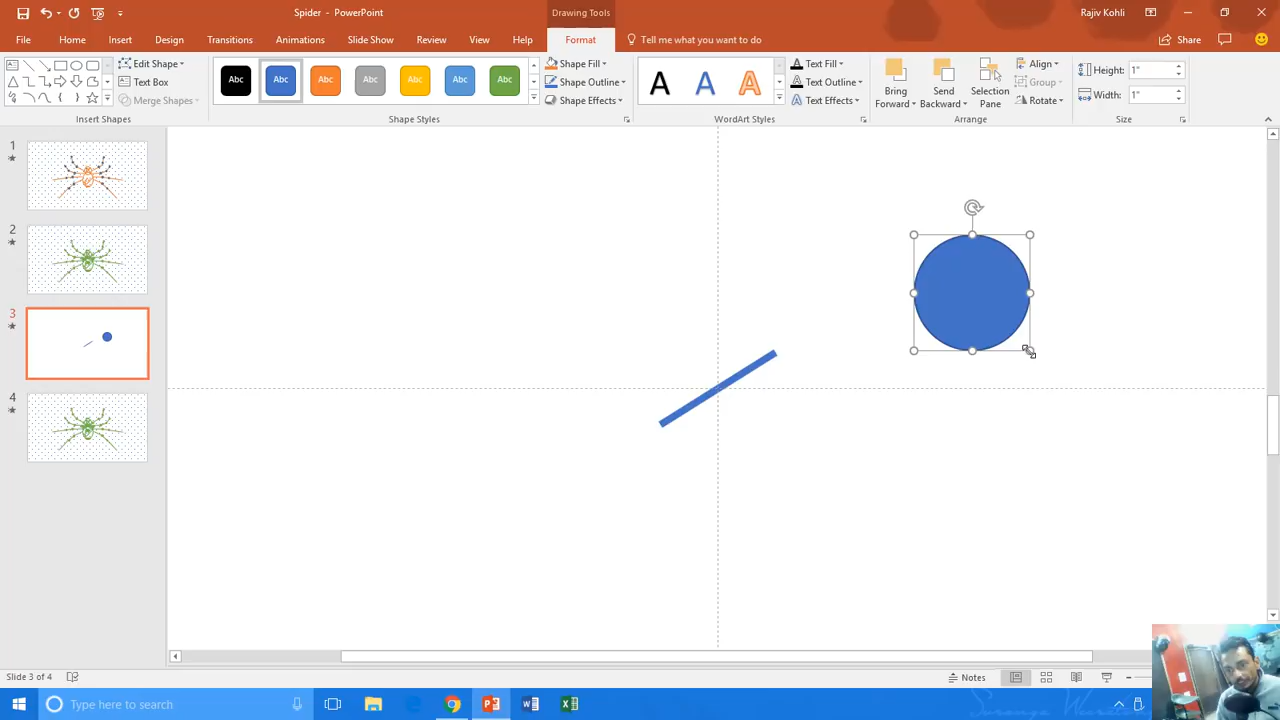 Spider - PowerPoint
Drawing Tools
Rajiv Kohli
File
Home
Insert
Design
Transitions
Animations
Slide Show
Review
View
Help
Format
Tell me what you want to do
Share
Edit Shape
Text Box
Merge Shapes
Insert Shapes
Abc
Abc
Abc
Abc
Abc
Abc
Abc
Shape Fill
Shape Outline
Shape Effects
Shape Styles
A
A
A
Text Fill
Text Outline
Text Effects
WordArt Styles
Bring
Forward
Send
Backward
Selection
Pane
Align
Group
Rotate
Arrange
Height:
1"
Width:
1"
Size
1
2
3
4
Slide 3 of 4
Notes
Type here to search